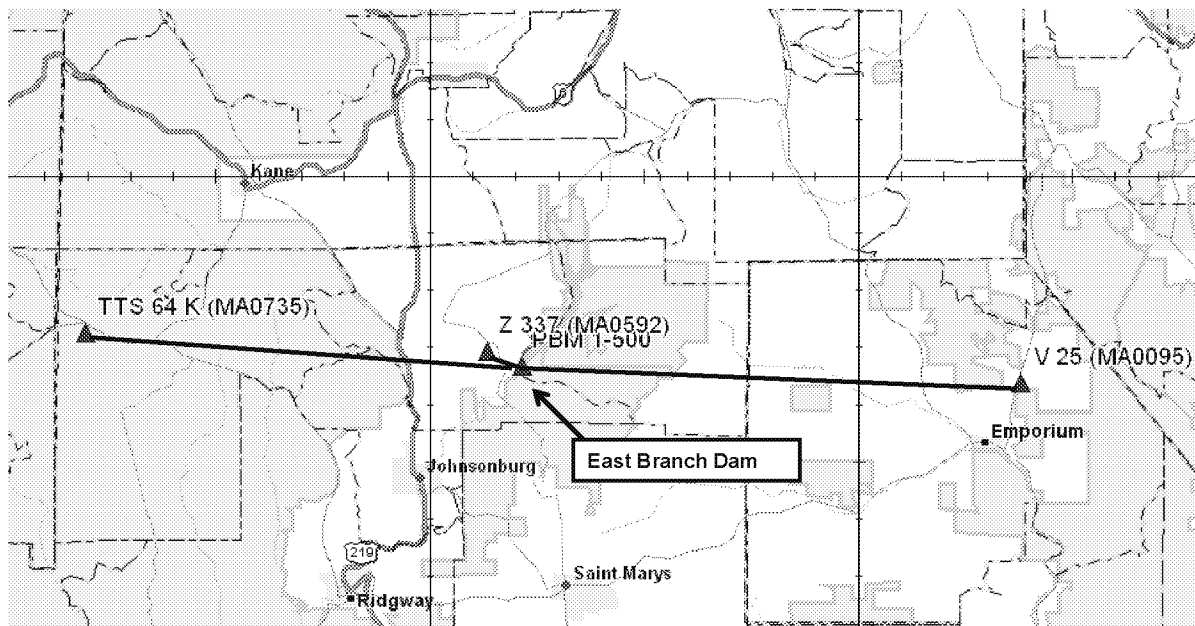 6
Kane
TTS 64 K (MA0735)
Z 337 (MA0592)
PBM 1-500
V 25 (MA0095)
Emporium
East Branch Dam
Johnsonburg
219
Saint Marys
Ridgway